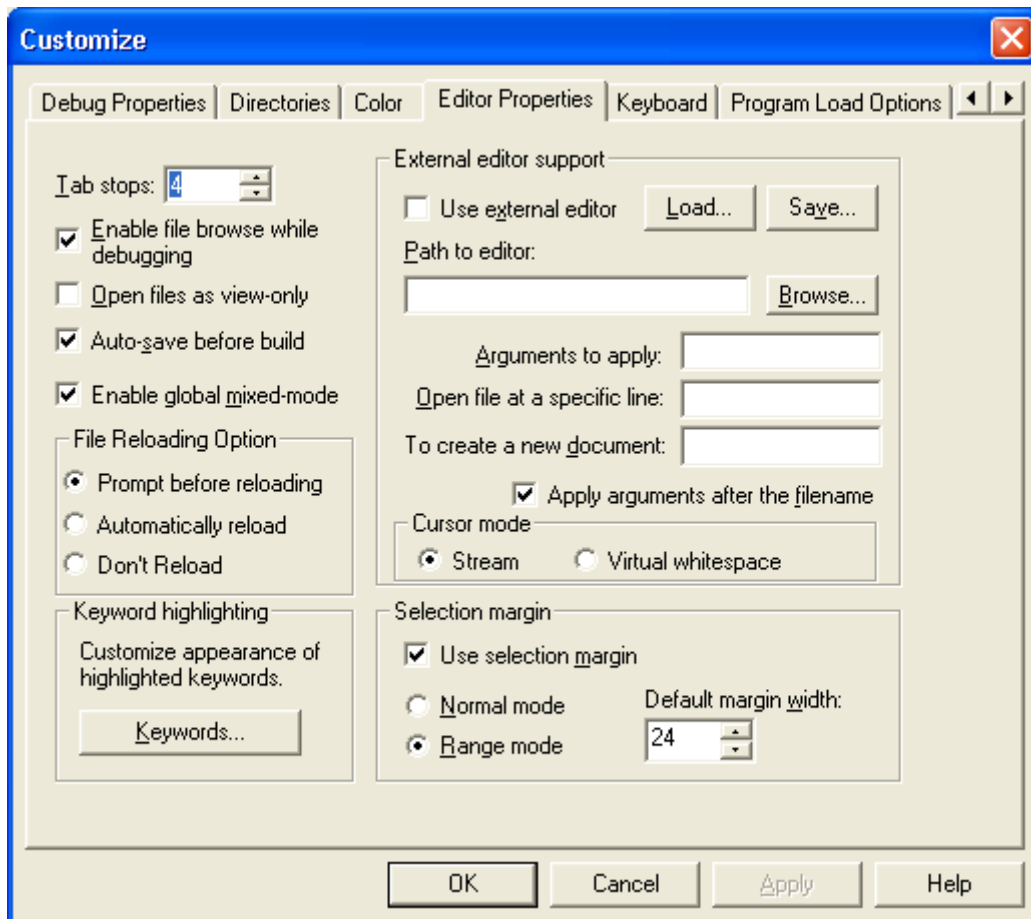 Customize
Debug Properties Directories Color Editor Properties Keyboard Program Load Options
Tab stops: 4
Enable file browse while
debugging
Open files as view-only
Auto-save before build
Enable global mixed-mode
File Reloading Option
Prompt before reloading
Automatically reload
Don't Reload
Keyword highlighting
Customize appearance of
highlighted keywords.
Keywords...
External editor support
Use external editor Load... Save...
Path to editor:
Browse...
Arguments to apply:
Open file at a specific line:
To create a new document:
Apply arguments after the filename
Cursor mode
Stream Virtual whitespace
Selection margin
Use selection margin
Normal mode Default margin width:
Range mode 24
OK Cancel Apply Help